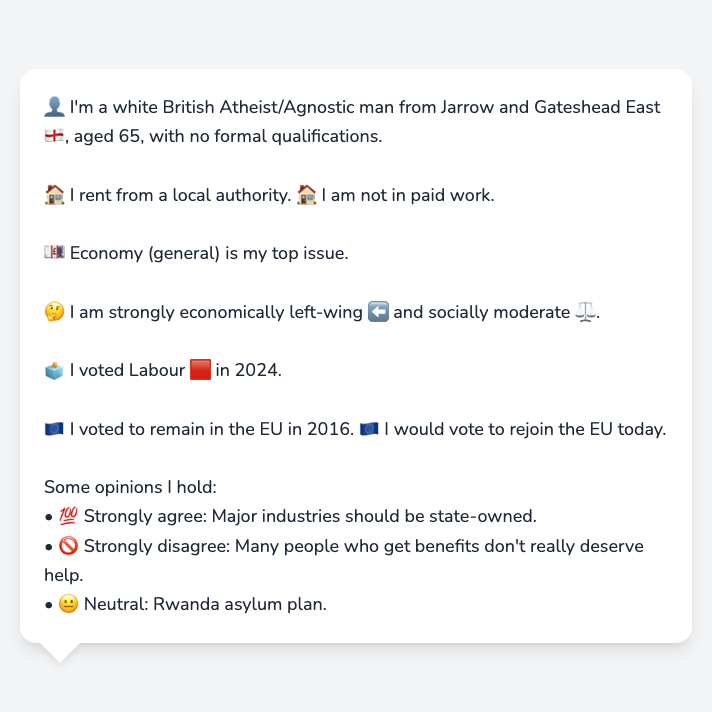 👤 I'm a white British Atheist/Agnostic man from Jarrow and Gateshead East
🏴󠁧󠁢󠁥󠁮󠁧󠁿, aged 65, with no formal qualifications.
🏠 I rent from a local authority. 🏠 I am not in paid work.
💷 Economy (general) is my top issue.
🤔 I am strongly economically left-wing ⬅️ and socially moderate ⚖️.
🗳️ I voted Labour 🟥 in 2024.
🇪🇺 I voted to remain in the EU in 2016. 🇪🇺 I would vote to rejoin the EU today.
Some opinions I hold:
• 💯 Strongly agree: Major industries should be state-owned.
• 🚫 Strongly disagree: Many people who get benefits don't really deserve
help.
• 😐 Neutral: Rwanda asylum plan.